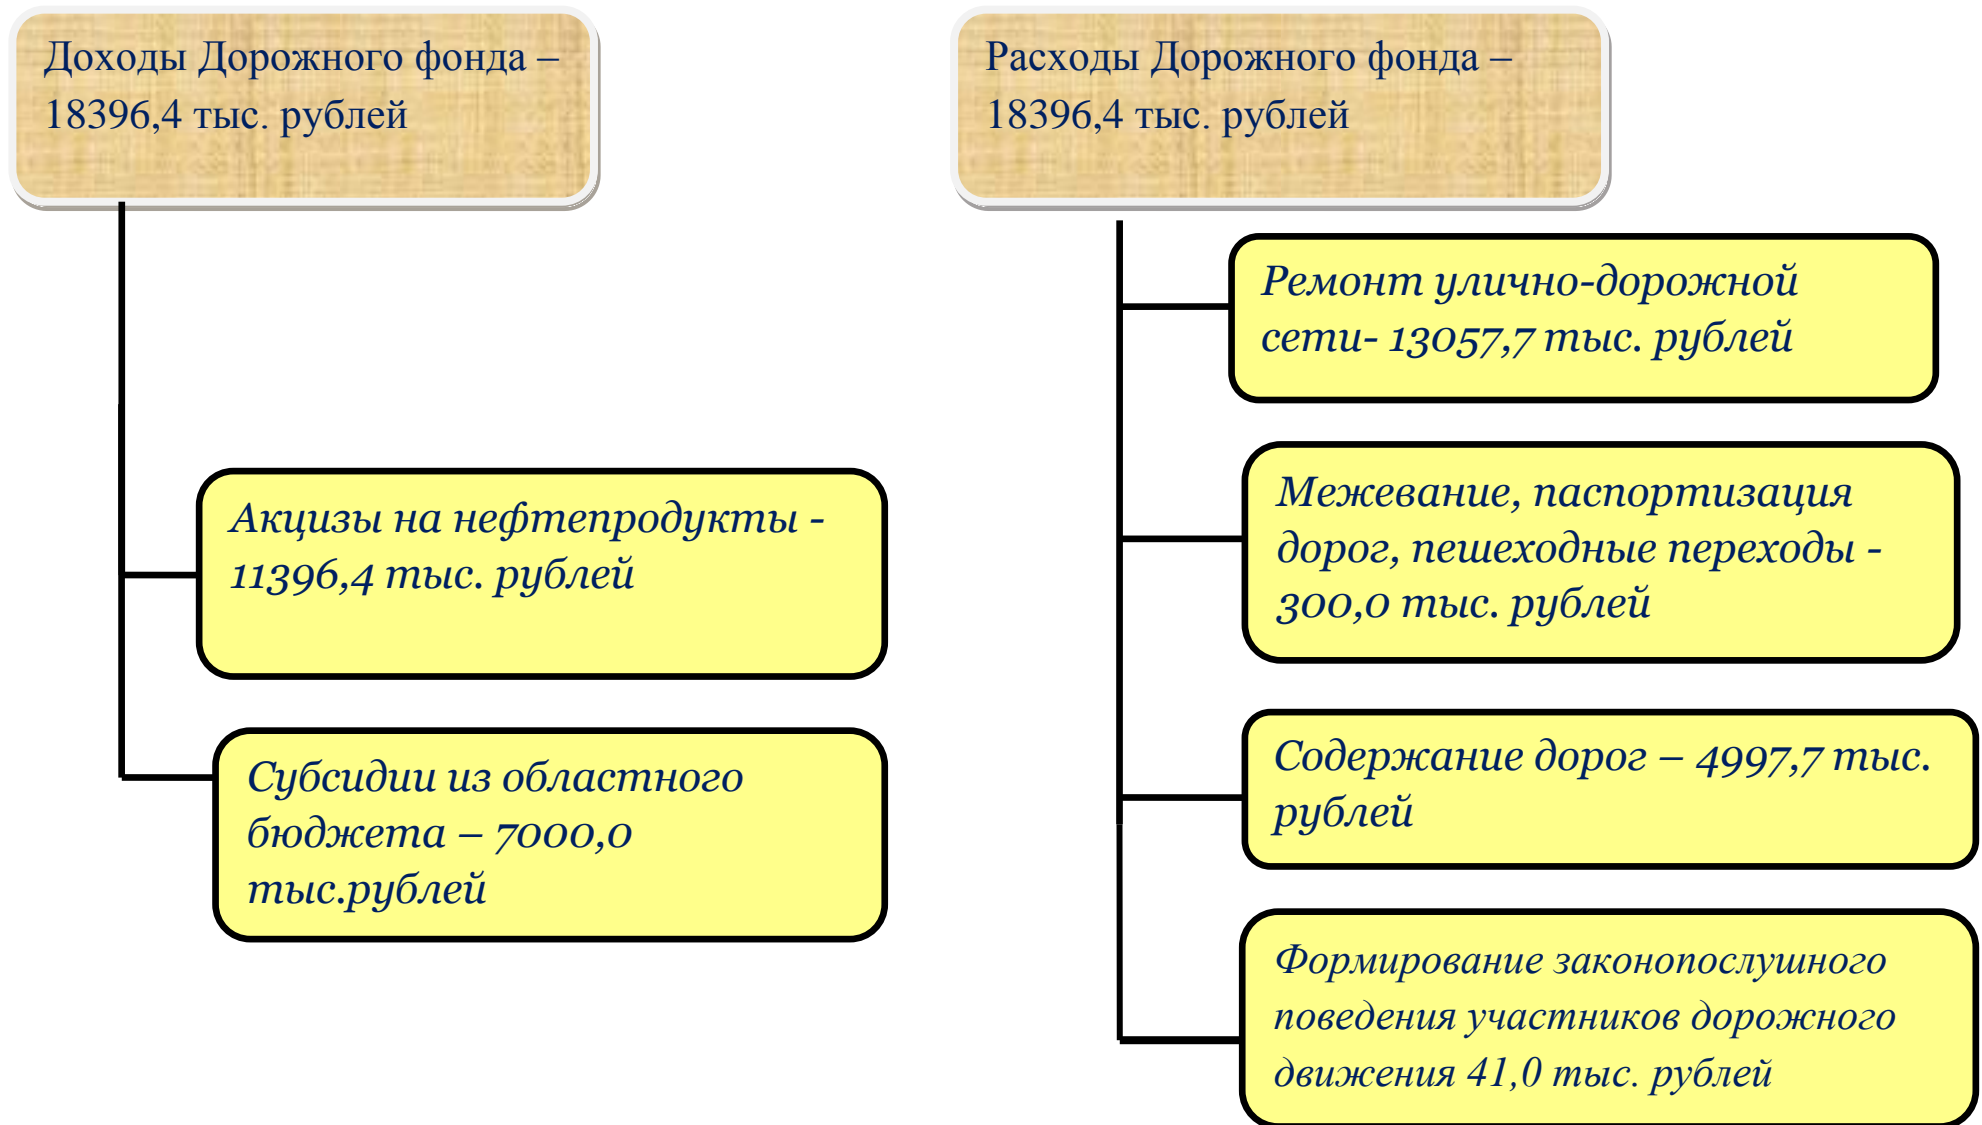 Доходы Дорожного фонда –
18396,4 тыс. рублей
Акцизы на нефтепродукты -
11396,4 тыс. рублей
Субсидии из областного
бюджета – 7000,0
тыс.рублей
Расходы Дорожного фонда –
18396,4 тыс. рублей
Ремонт улично-дорожной
сети- 13057,7 тыс. рублей
Межевание, паспортизация
дорог, пешеходные переходы -
300,0 тыс. рублей
Содержание дорог – 4997,7 тыс.
рублей
Формирование законопослушного
поведения участников дорожного
движения 41,0 тыс. рублей